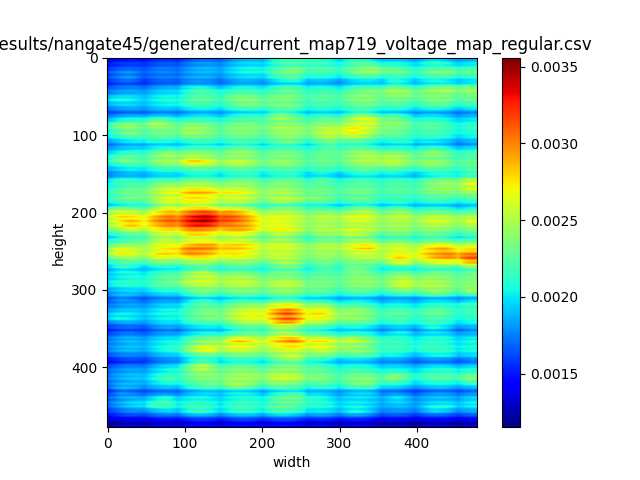 esults/nangate45/generated/current_map719_voltage_map_regular.csv
0
100
200
300
400
height
0 100 200 300 400
width
0.0035
0.0030
0.0025
0.0020
0.0015